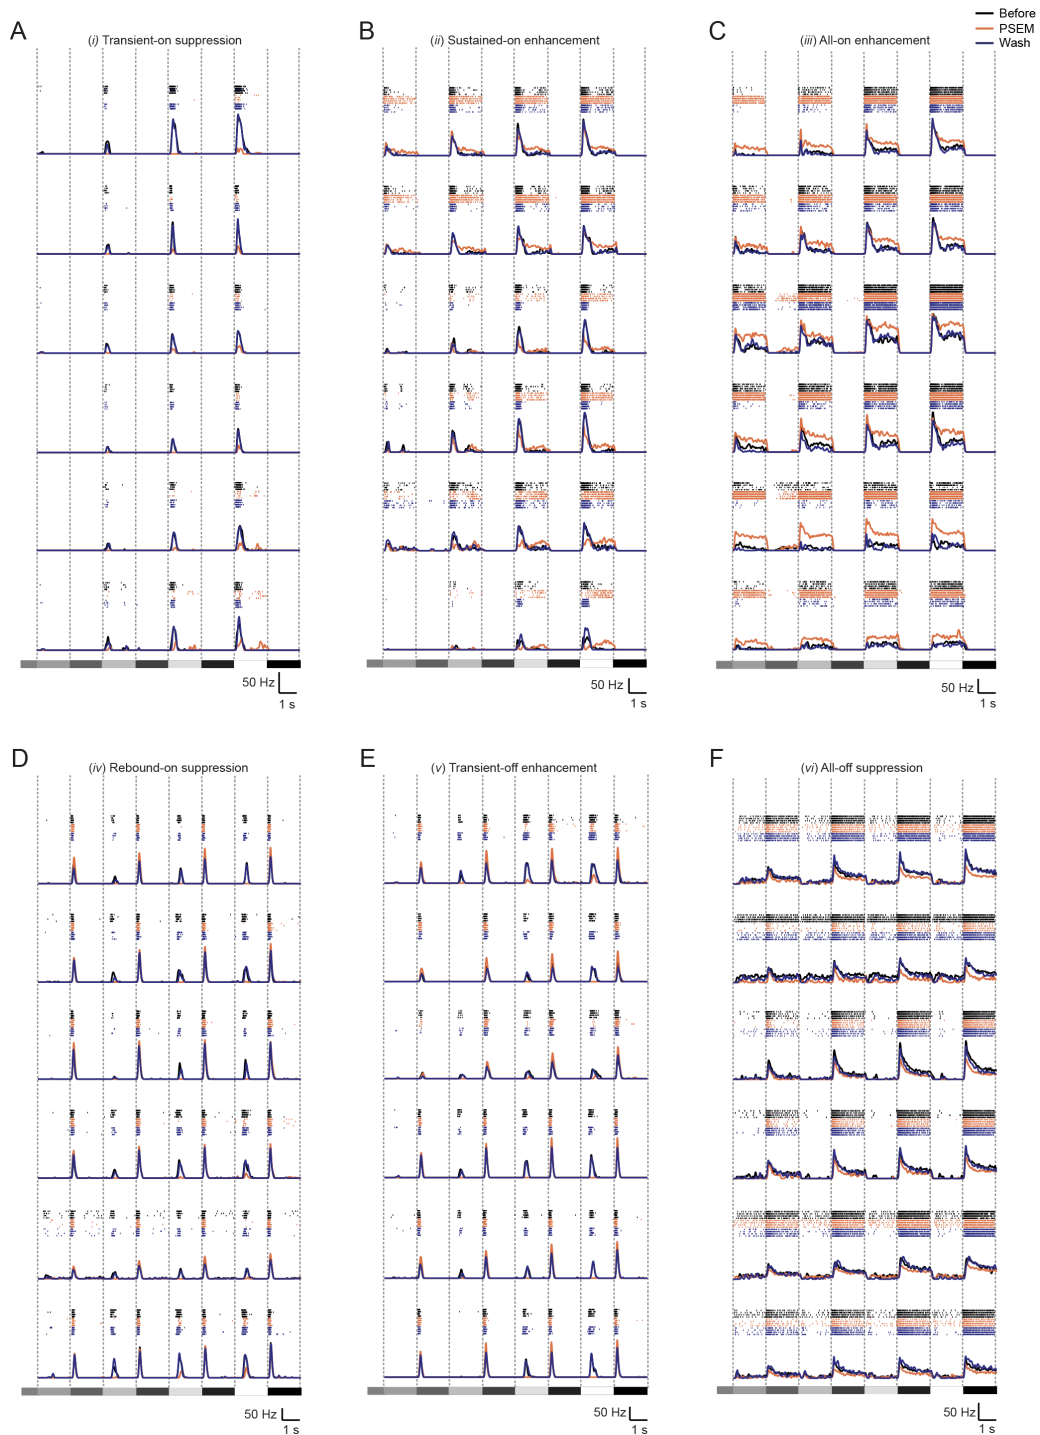 Before
PSEM
Wash
A
(i) Transient-on suppression
B
(ii) Sustained-on enhancement
C
(iii) All-on enhancement
50 Hz
1 s
50 Hz
1 s
50 Hz
1 s
D
(iv) Rebound-on suppression
E
(v) Transient-off enhancement
F
(vi) All-off suppression
50 Hz
1 s
50 Hz
1 s
50 Hz
1 s